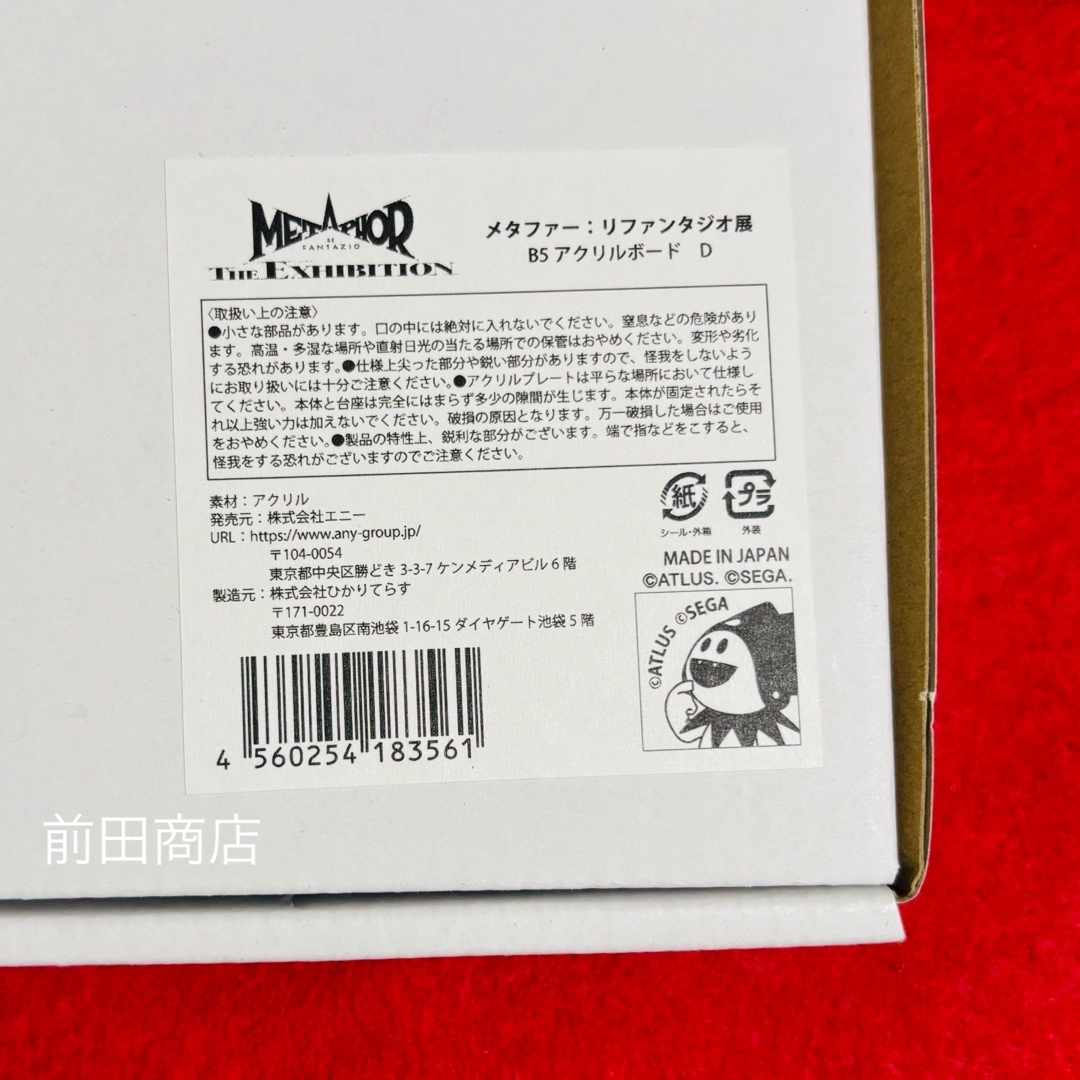 METAPHOR
RE
FANTAZIO
THE EXHIBITION
メタファー：リファンタジオ展
B5 アクリルボード D
〈取扱い上の注意〉
●小さな部品があります。口の中には絶対に入れないでください。窒息などの危険があり
ます。高温・多湿な場所や直射日光の当たる場所での保管はおやめください。変形や劣化
する恐れがあります。●仕様上尖った部分や鋭い部分がありますので、怪我をしないよう
にお取り扱いには十分ご注意ください。●アクリルプレートは平らな場所において仕様し
てください。本体と台座は完全にはまらず多少の隙間が生じます。本体が固定されたらそ
れ以上強い力は加えないでください。破損の原因となります。万一破損した場合はご使用
をおやめください。●製品の特性上、鋭利な部分がございます。端で指などをこすると、
怪我をする恐れがございますのでご注意ください。
素材：アクリル
発売元：株式会社エニー
URL：https://www.any-group.jp/
〒104-0054
東京都中央区勝どき 3-3-7 ケンメディアビル 6 階
製造元：株式会社ひかりてらす
〒171-0022
東京都豊島区南池袋 1-16-15 ダイヤゲート池袋 5 階
紙
シール・外箱
プラ
外装
MADE IN JAPAN
©ATLUS. ©SEGA.
©ATLUS ©SEGA
4 560254 183561
前田商店